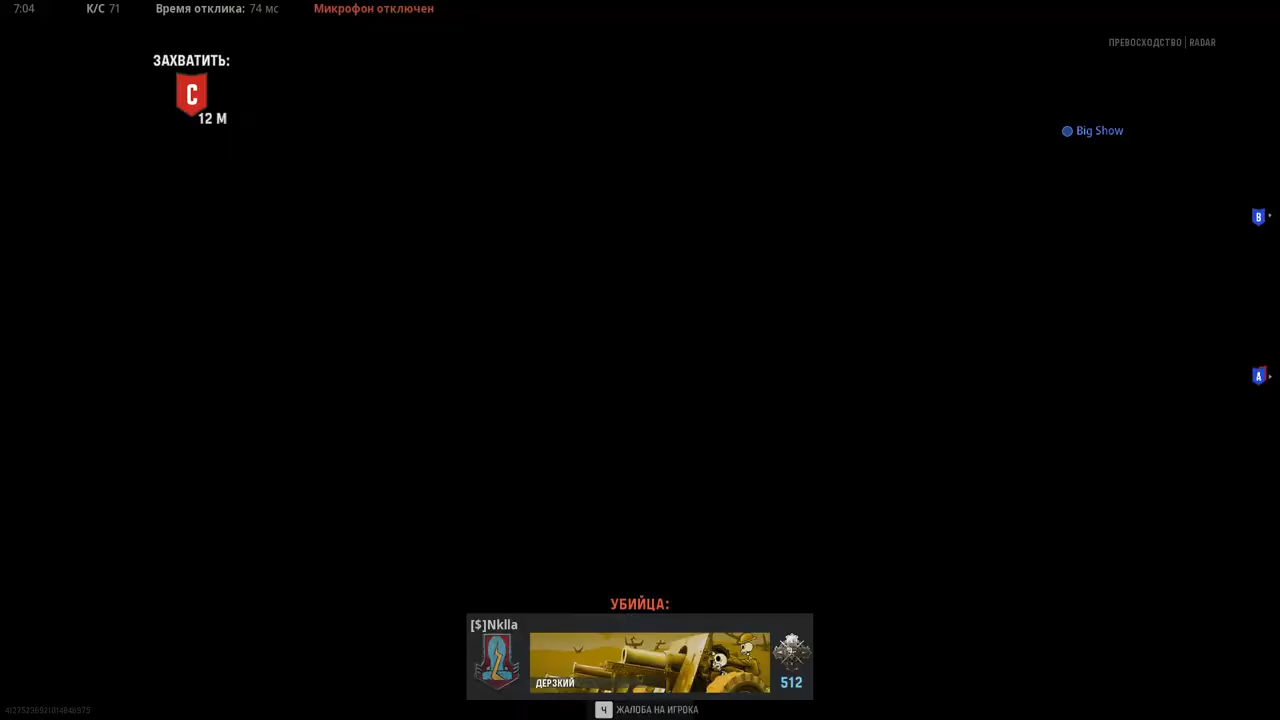 7:04 К/С 71 Время отклика: 74 мс Микрофон отключен
ПРЕВОСХОДСТВО | RADAR
ЗАХВАТИТЬ:
C
12 М
Big Show
B
A
УБИЙЦА:
[$]Nklla
ДЕРЗКИЙ
512
Ч ЖАЛОБА НА ИГРОКА